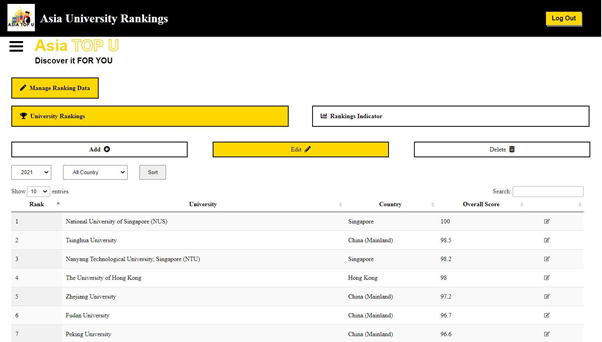 ASIA TOP U
Asia University Rankings
Log Out
Asia TOP U
Discover it FOR YOU
Manage Ranking Data
University Rankings
Rankings Indicator
Add
Edit
Delete
2021 All Country Sort
Show 10 entries Search:
Rank University Country Overall Score
1 National University of Singapore (NUS) Singapore 100
2 Tsinghua University China (Mainland) 98.5
3 Nanyang Technological University, Singapore (NTU) Singapore 98.2
4 The University of Hong Kong Hong Kong 98
5 Zhejiang University China (Mainland) 97.2
6 Fudan University China (Mainland) 96.7
7 Peking University China (Mainland) 96.6